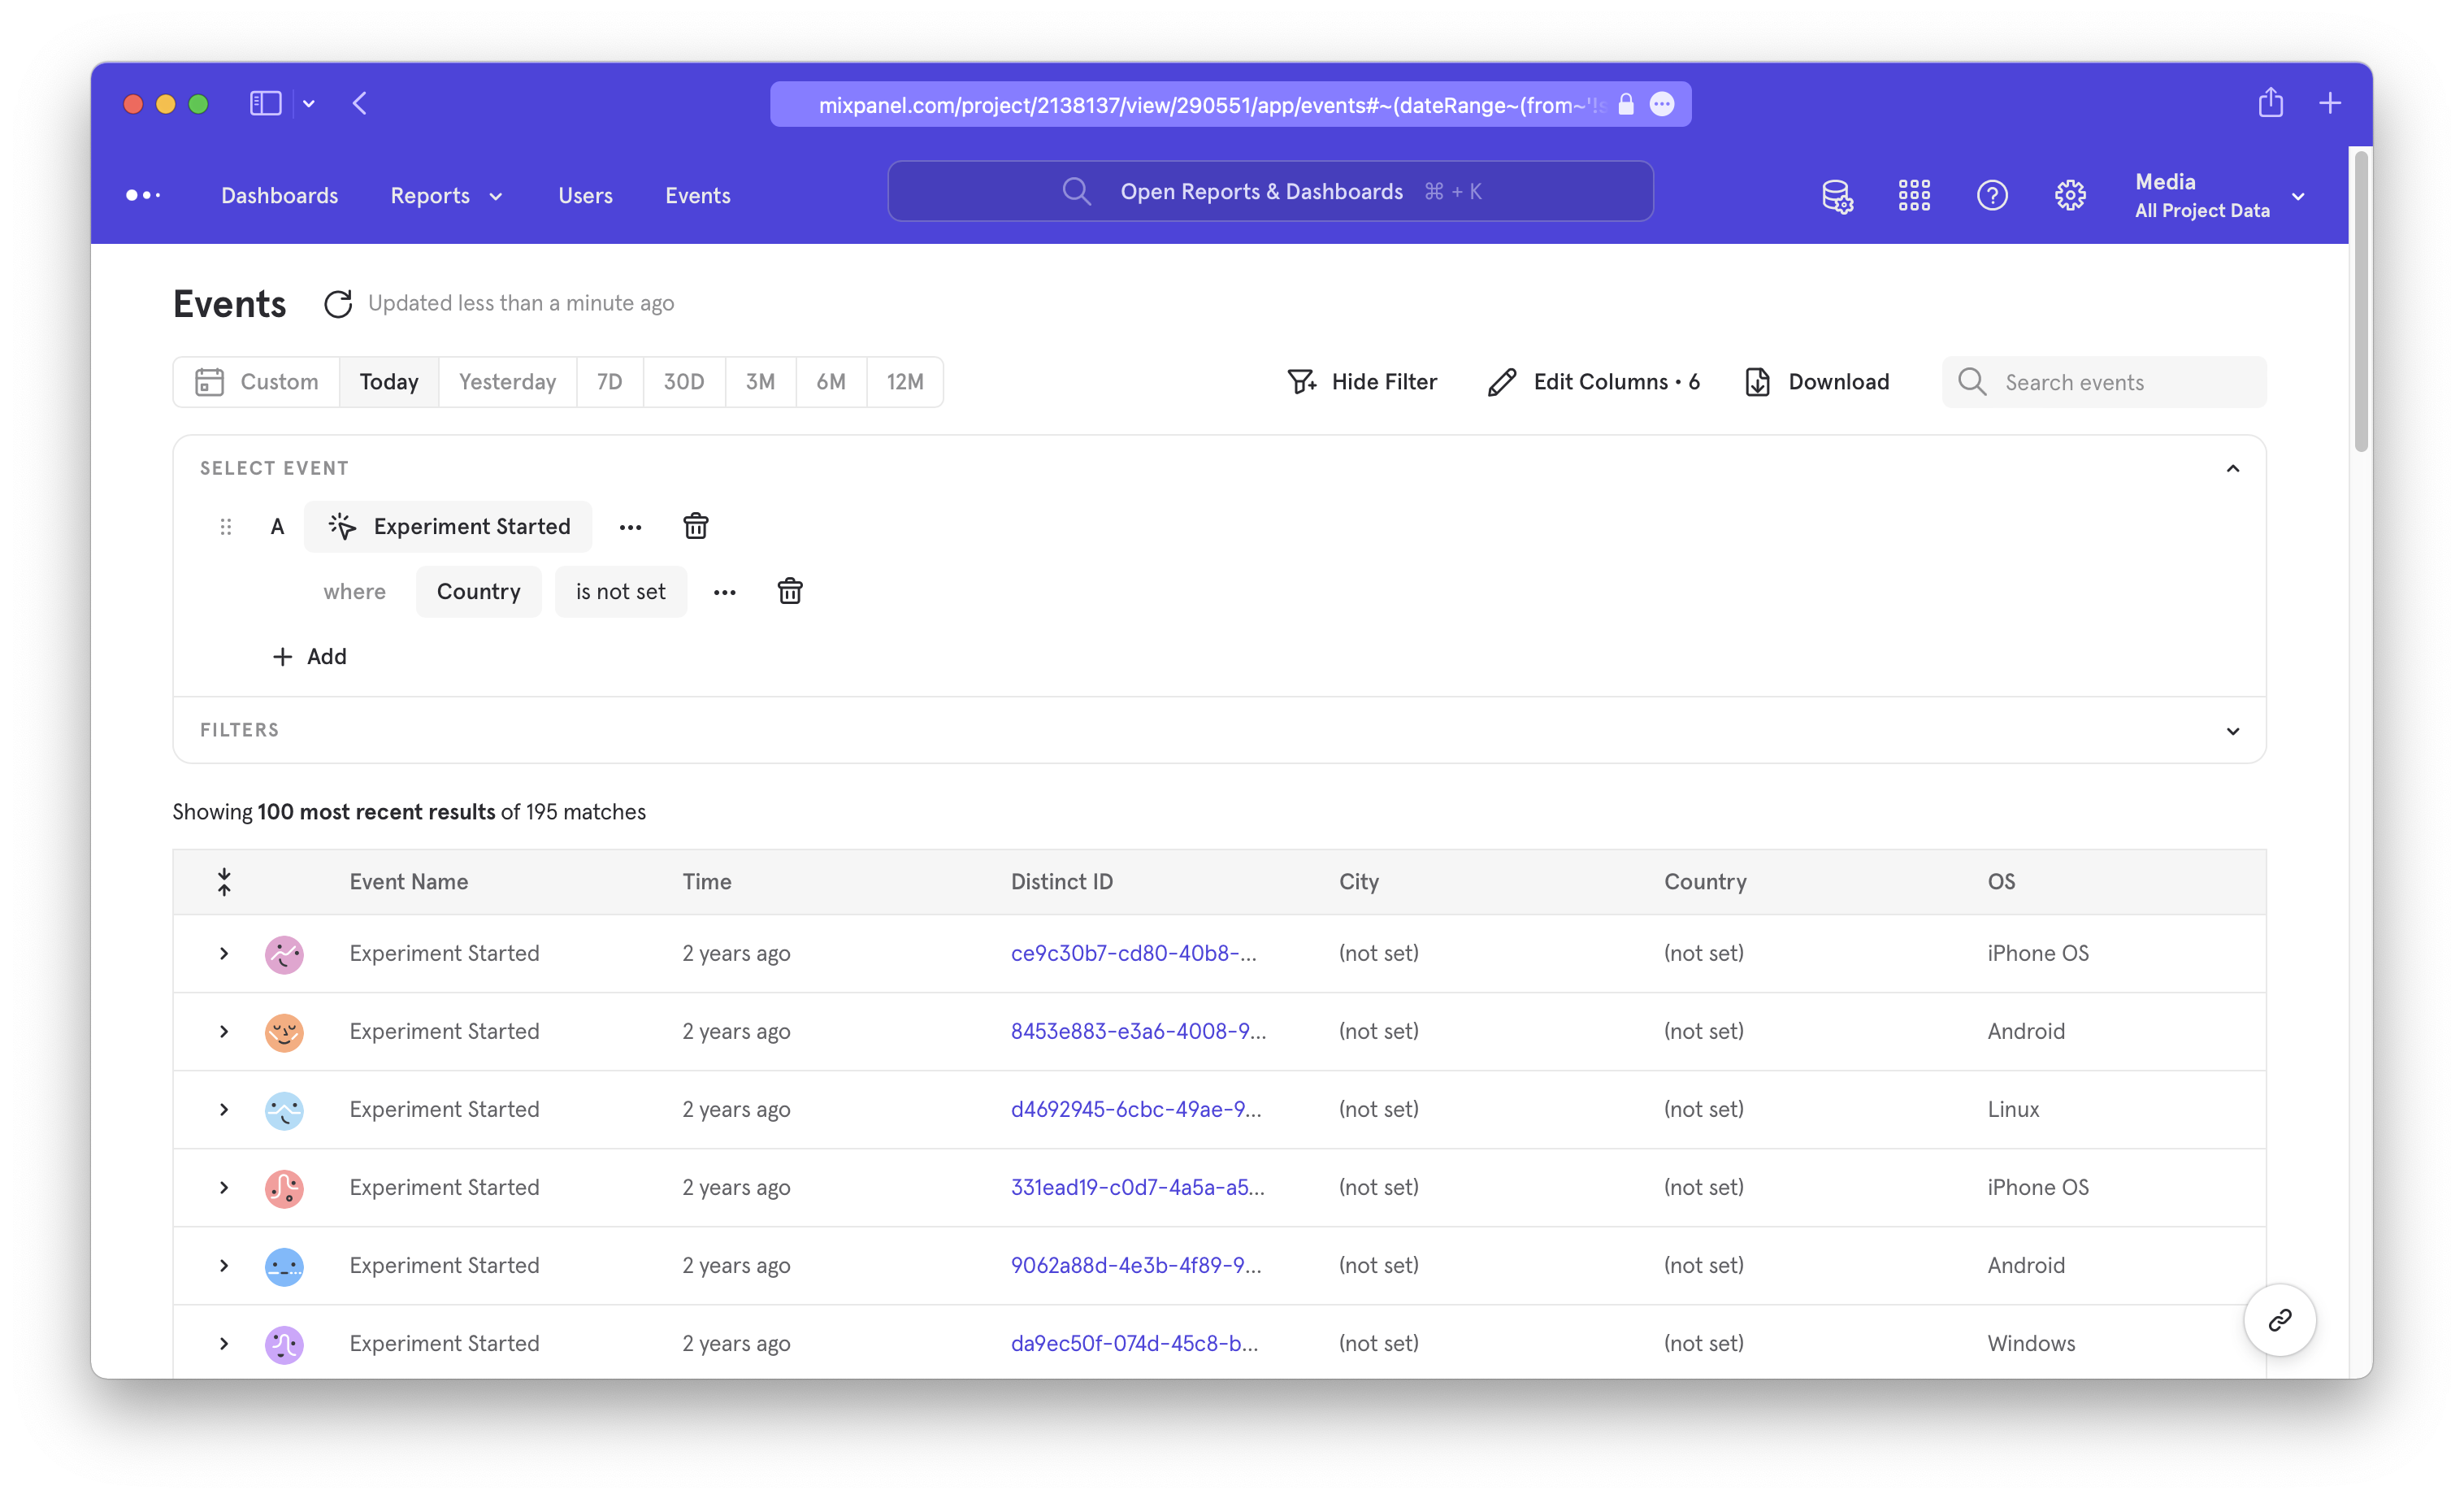 mixpanel.com/project/2138137/view/290551/app/events#~(dateRange~(from~'!s
Dashboards Reports Users Events Open Reports & Dashboards ⌘ + K Media
All Project Data
Events Updated less than a minute ago
Custom Today Yesterday 7D 30D 3M 6M 12M Hide Filter Edit Columns • 6 Download Search events
SELECT EVENT
A Experiment Started ...
where Country is not set ...
+ Add
FILTERS
Showing 100 most recent results of 195 matches
Event Name Time Distinct ID City Country OS
Experiment Started 2 years ago ce9c30b7-cd80-40b8-... (not set) (not set) iPhone OS
Experiment Started 2 years ago 8453e883-e3a6-4008-9... (not set) (not set) Android
Experiment Started 2 years ago d4692945-6cbc-49ae-9... (not set) (not set) Linux
Experiment Started 2 years ago 331ead19-c0d7-4a5a-a5... (not set) (not set) iPhone OS
Experiment Started 2 years ago 9062a88d-4e3b-4f89-9... (not set) (not set) Android
Experiment Started 2 years ago da9ec50f-074d-45c8-b... (not set) (not set) Windows